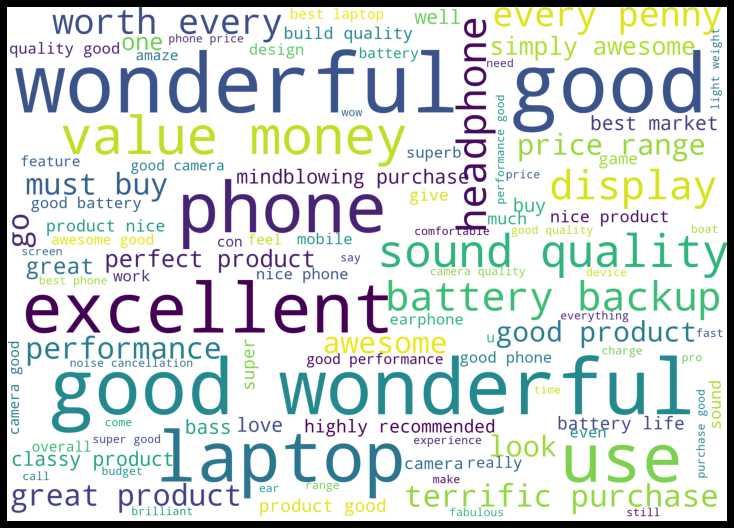 worth every
best laptop
well
every penny
quality good
one
phone price
build quality
simply awesome
amaze
design
battery
headphone
need
light weight
wonderful
good
wow
value money
best market
performance good
price range
feature
good camera
superb
game
must buy
mindblowing purchase
price
display
good battery
phone
give
buy
go
product nice
much
nice product
awesome good
con
feel
mobile
comfortable
good quality
boat
screen
perfect product
say
sound quality
great
work
nice phone
camera quality
device
best phone
excellent
battery backup
earphone
everything
performance
awesome
u
good product
fast
camera good
noise cancellation
super
good performance
good phone
charge
pro
good wonderful
time
sound
purchase good
come
bass
love
highly recommended
battery life
even
overall
super good
laptop
experience
look
use
classy product
budget
camera
really
call
ear
range
make
great product
product good
terrific purchase
brilliant
fabulous
still